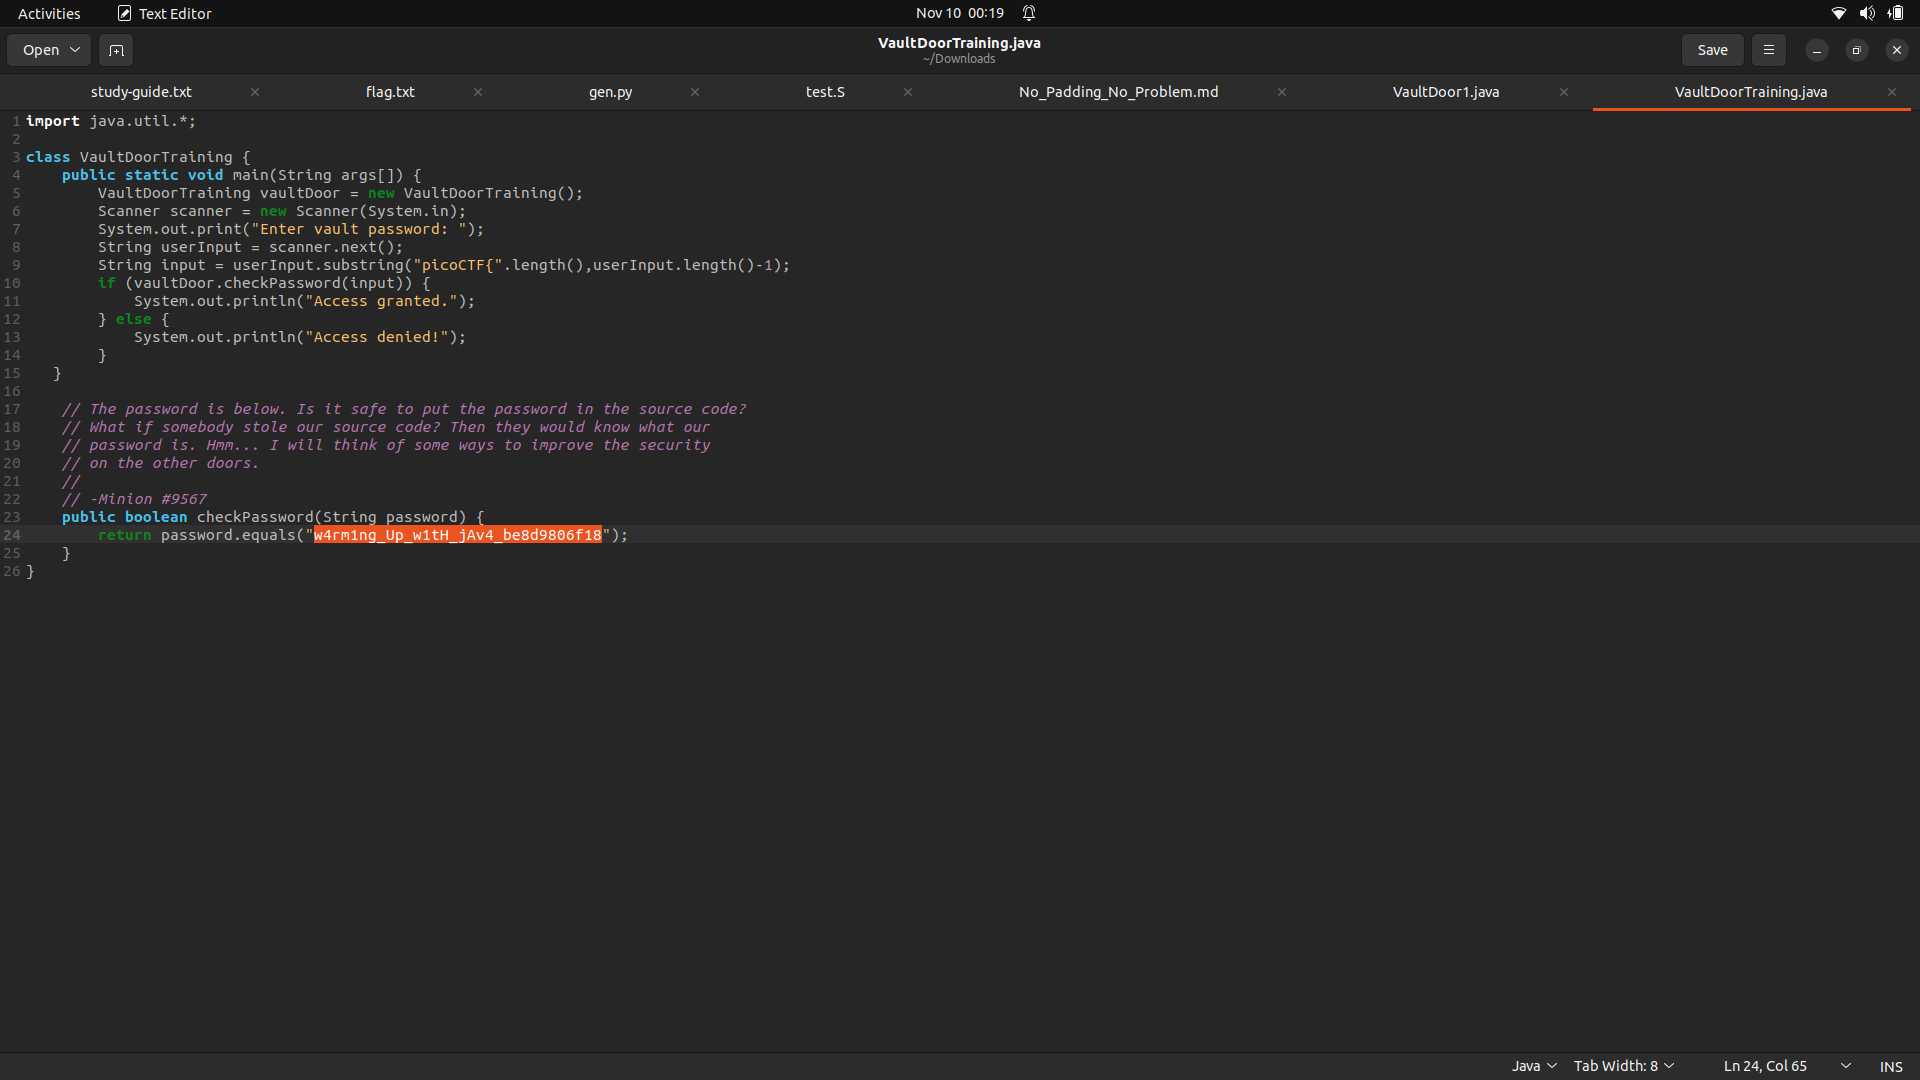 Activities Text Editor Nov 10 00:19
Open VaultDoorTraining.java Save
~/Downloads
study-guide.txt flag.txt gen.py test.S No_Padding_No_Problem.md VaultDoor1.java VaultDoorTraining.java
1 import java.util.*;
2
3 class VaultDoorTraining {
4     public static void main(String args[]) {
5         VaultDoorTraining vaultDoor = new VaultDoorTraining();
6         Scanner scanner = new Scanner(System.in);
7         System.out.print("Enter vault password: ");
8         String userInput = scanner.next();
9         String input = userInput.substring("picoCTF{".length(),userInput.length()-1);
10         if (vaultDoor.checkPassword(input)) {
11             System.out.println("Access granted.");
12         } else {
13             System.out.println("Access denied!");
14         }
15    }
16
17     // The password is below. Is it safe to put the password in the source code?
18     // What if somebody stole our source code? Then they would know what our
19     // password is. Hmm... I will think of some ways to improve the security
20     // on the other doors.
21     //
22     // -Minion #9567
23     public boolean checkPassword(String password) {
24         return password.equals("w4rm1ng_Up_w1tH_jAv4_be8d9806f18");
25     }
26 }
Java Tab Width: 8 Ln 24, Col 65 INS